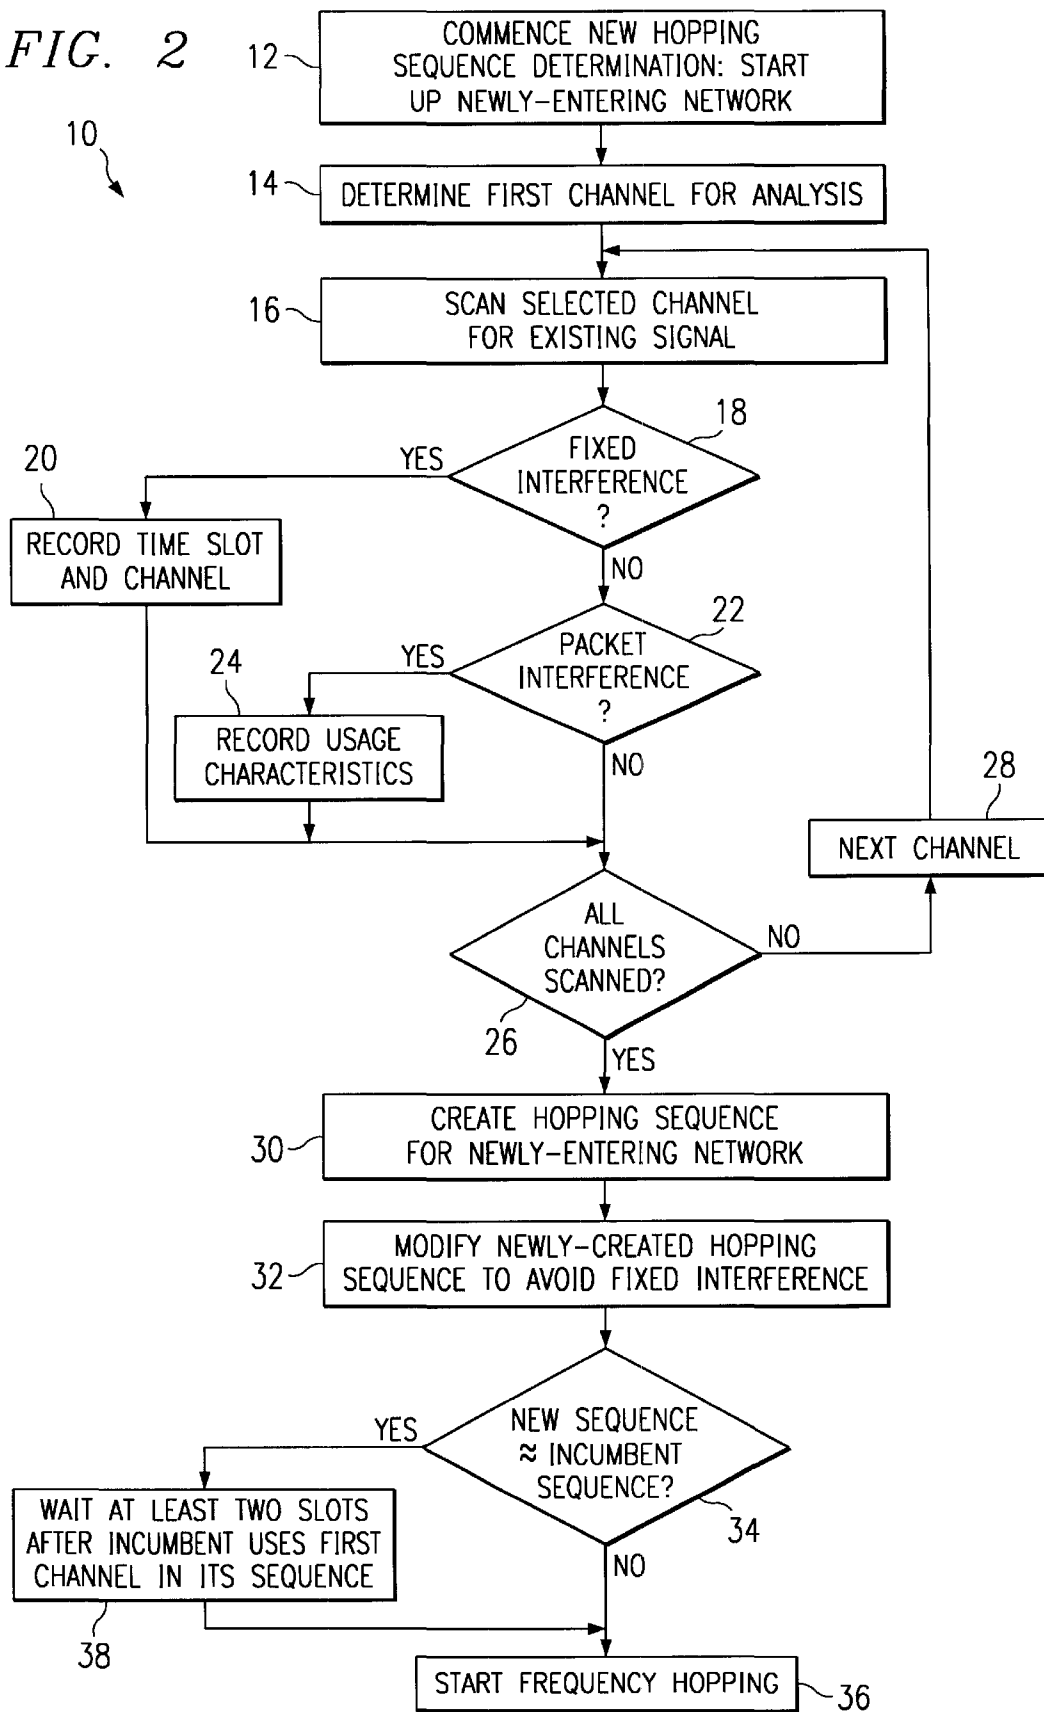 FIG. 2
10
12
COMMENCE NEW HOPPING
SEQUENCE DETERMINATION: START
UP NEWLY-ENTERING NETWORK
14
DETERMINE FIRST CHANNEL FOR ANALYSIS
16
SCAN SELECTED CHANNEL
FOR EXISTING SIGNAL
18
FIXED
INTERFERENCE
?
YES
NO
20
RECORD TIME SLOT
AND CHANNEL
22
PACKET
INTERFERENCE
?
YES
NO
24
RECORD USAGE
CHARACTERISTICS
28
NEXT CHANNEL
ALL
CHANNELS
SCANNED?
NO
26
YES
30
CREATE HOPPING SEQUENCE
FOR NEWLY-ENTERING NETWORK
32
MODIFY NEWLY-CREATED HOPPING
SEQUENCE TO AVOID FIXED INTERFERENCE
NEW SEQUENCE
≈ INCUMBENT
SEQUENCE?
YES
34
NO
WAIT AT LEAST TWO SLOTS
AFTER INCUMBENT USES FIRST
CHANNEL IN ITS SEQUENCE
38
START FREQUENCY HOPPING
36